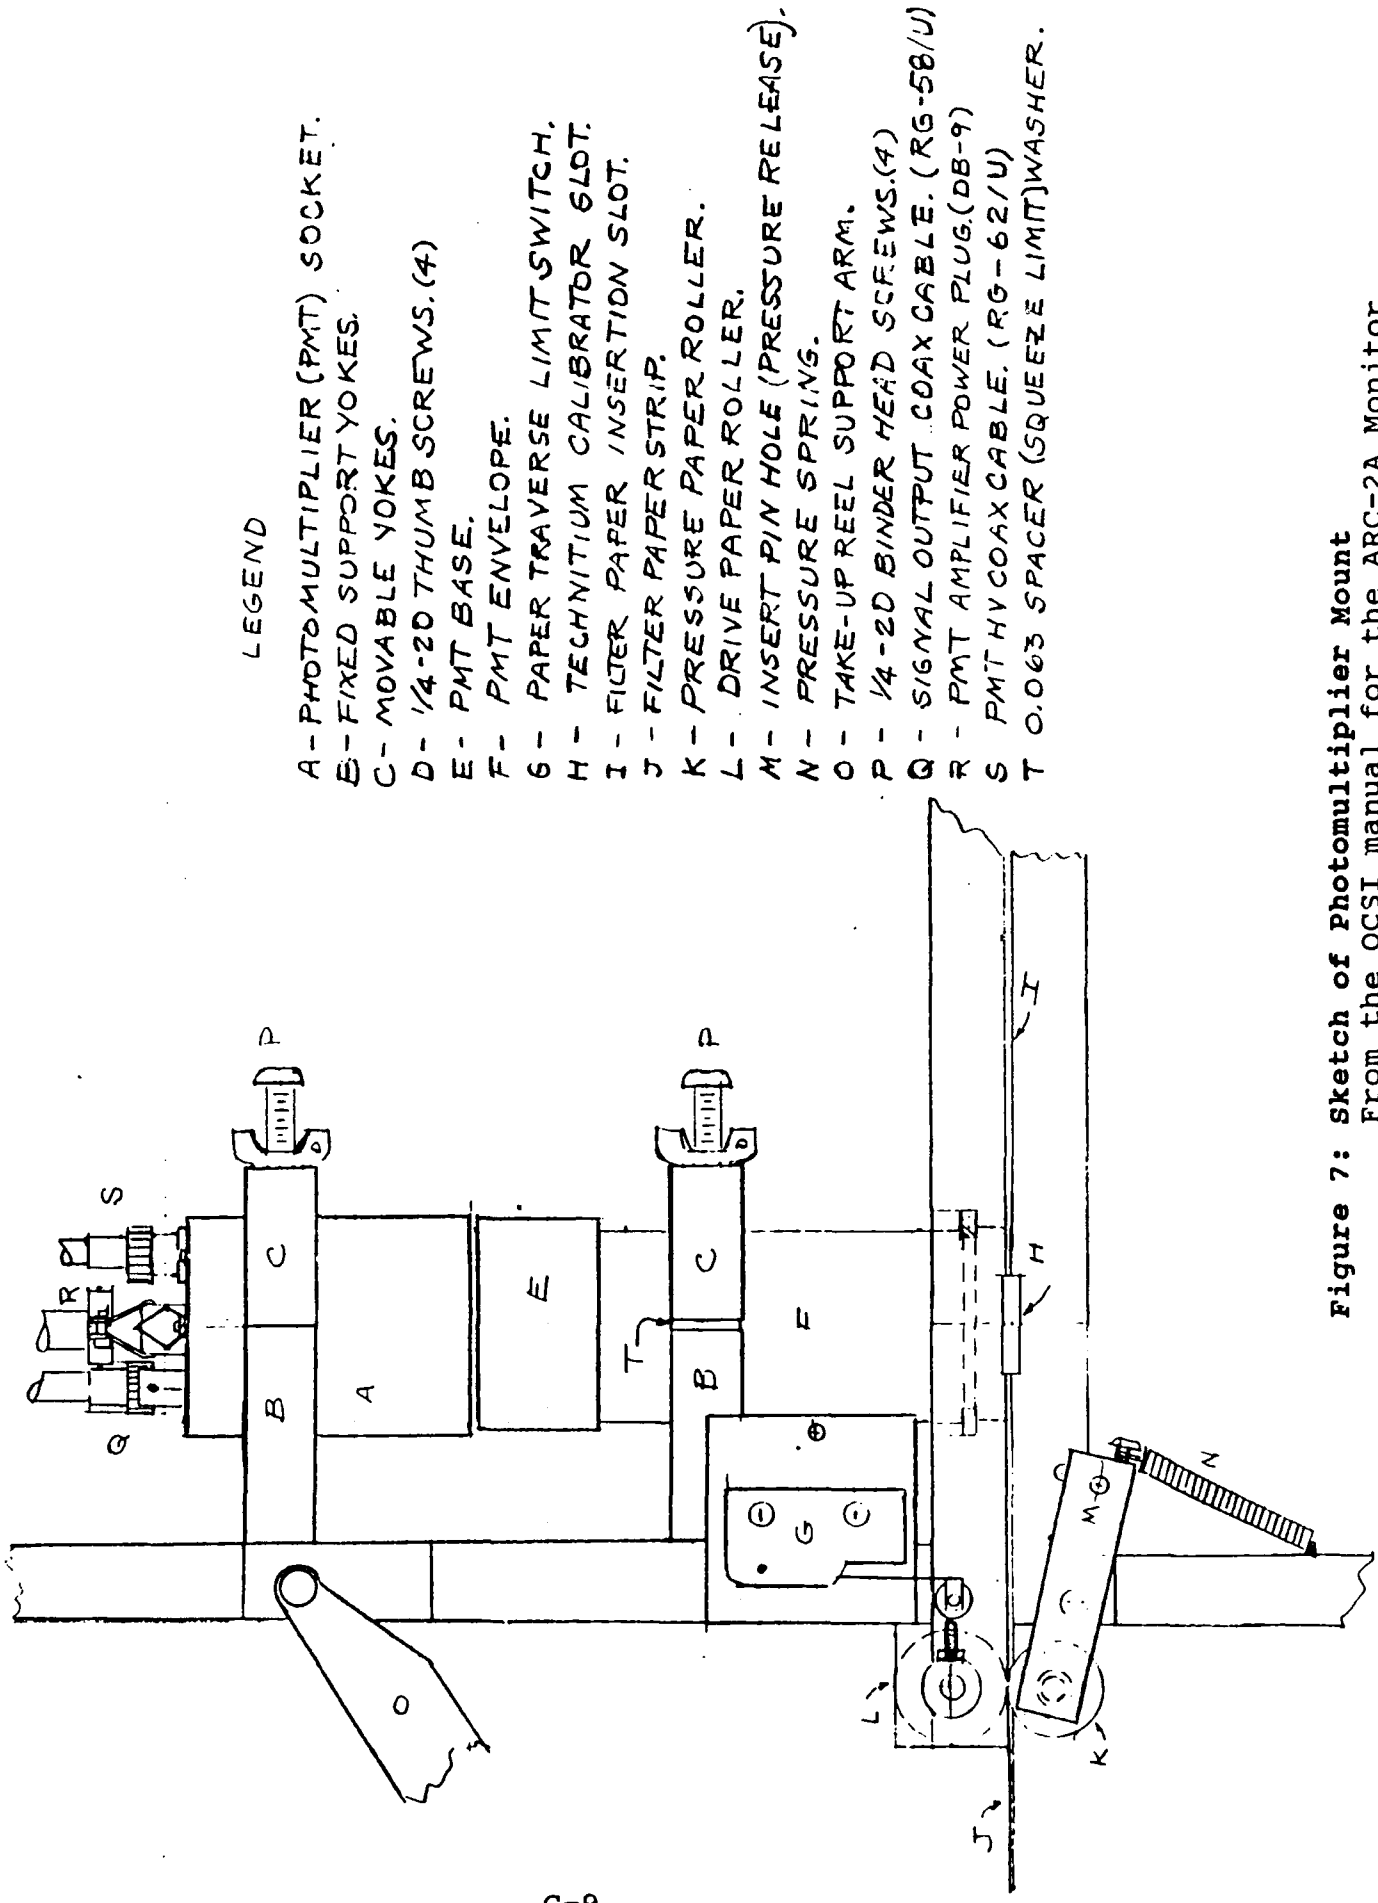 LEGEND
A - PHOTOMULTIPLIER (PMT) SOCKET.
B - FIXED SUPPORT YOKES.
C - MOVABLE YOKES.
D - 1/4-20 THUMB SCREWS. (4)
E - PMT BASE.
F - PMT ENVELOPE.
G - PAPER TRAVERSE LIMIT SWITCH.
H - TECHNITIUM CALIBRATOR SLOT.
I - FILTER PAPER INSERTION SLOT.
J - FILTER PAPER STRIP.
K - PRESSURE PAPER ROLLER.
L - DRIVE PAPER ROLLER.
M - INSERT PIN HOLE (PRESSURE RELEASE).
N - PRESSURE SPRING.
O - TAKE-UP REEL SUPPORT ARM.
P - 1/4-20 BINDER HEAD SCREWS. (4)
Q - SIGNAL OUTPUT COAX CABLE. (RG-58/U)
R - PMT AMPLIFIER POWER PLUG. (DB-9)
S PMT HV COAX CABLE. (RG-62/U)
T 0.063 SPACER (SQUEEZE LIMIT) WASHER.
Q
R
S
B
C
P
D
A
E
T
B
C
P
D
F
G
O
L
H
I
M
N
K
J
Figure 7: Sketch of Photomultiplier Mount
From the OCSI manual for the ARC-2A Monitor